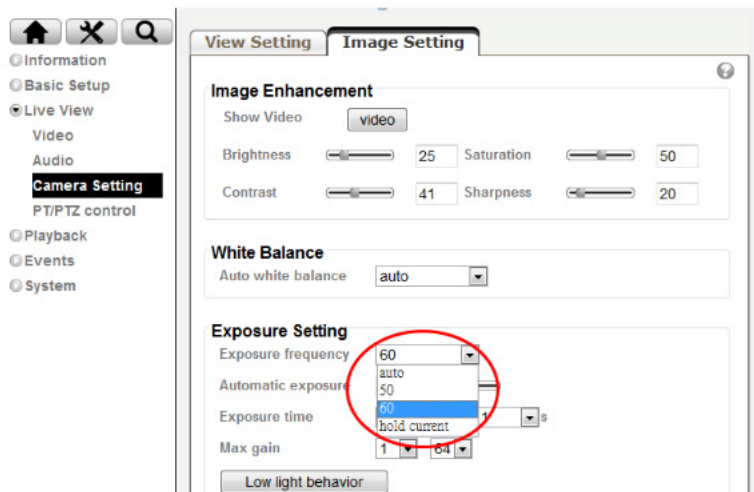 View Setting
Image Setting
Information
Basic Setup
Live View
Video
Audio
Camera Setting
PT/PTZ control
Playback
Events
System
Image Enhancement
Show Video video
Brightness 25 Saturation 50
Contrast 41 Sharpness 20
White Balance
Auto white balance auto
Exposure Setting
Exposure frequency 60
auto
50
60
hold current
Automatic exposure
Exposure time 1 s
Max gain 1 64
Low light behavior